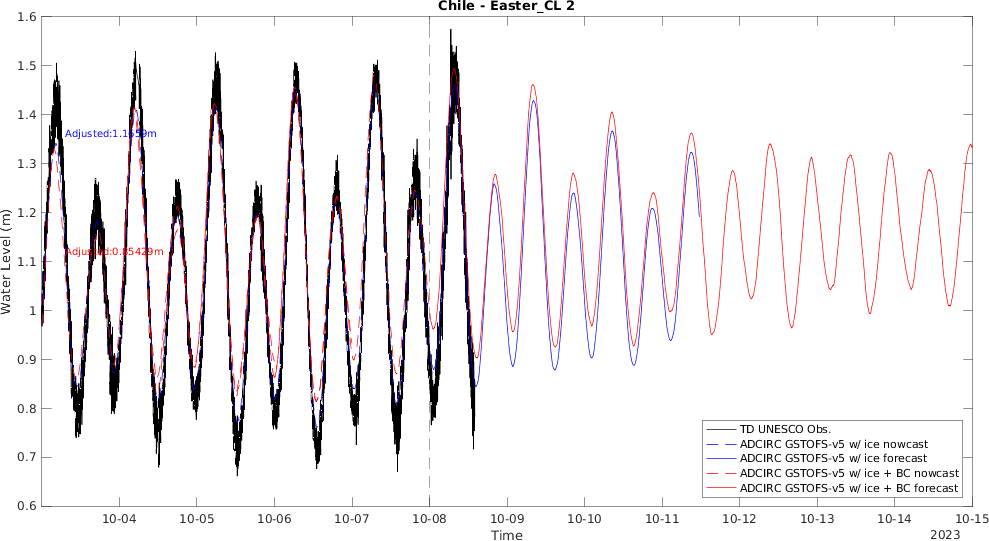 Chile - Easter_CL 2
1.6
1.5
1.4
1.3
1.2
1.1
1
0.9
0.8
0.7
0.6
Water Level (m)
Adjusted:1.1659m
Adjusted:0.85429m
TD UNESCO Obs.
ADCIRC GSTOFS-v5 w/ ice nowcast
ADCIRC GSTOFS-v5 w/ ice forecast
ADCIRC GSTOFS-v5 w/ ice + BC nowcast
ADCIRC GSTOFS-v5 w/ ice + BC forecast
10-04 10-05 10-06 10-07 10-08 10-09 10-10 10-11 10-12 10-13 10-14 10-15
Time
2023